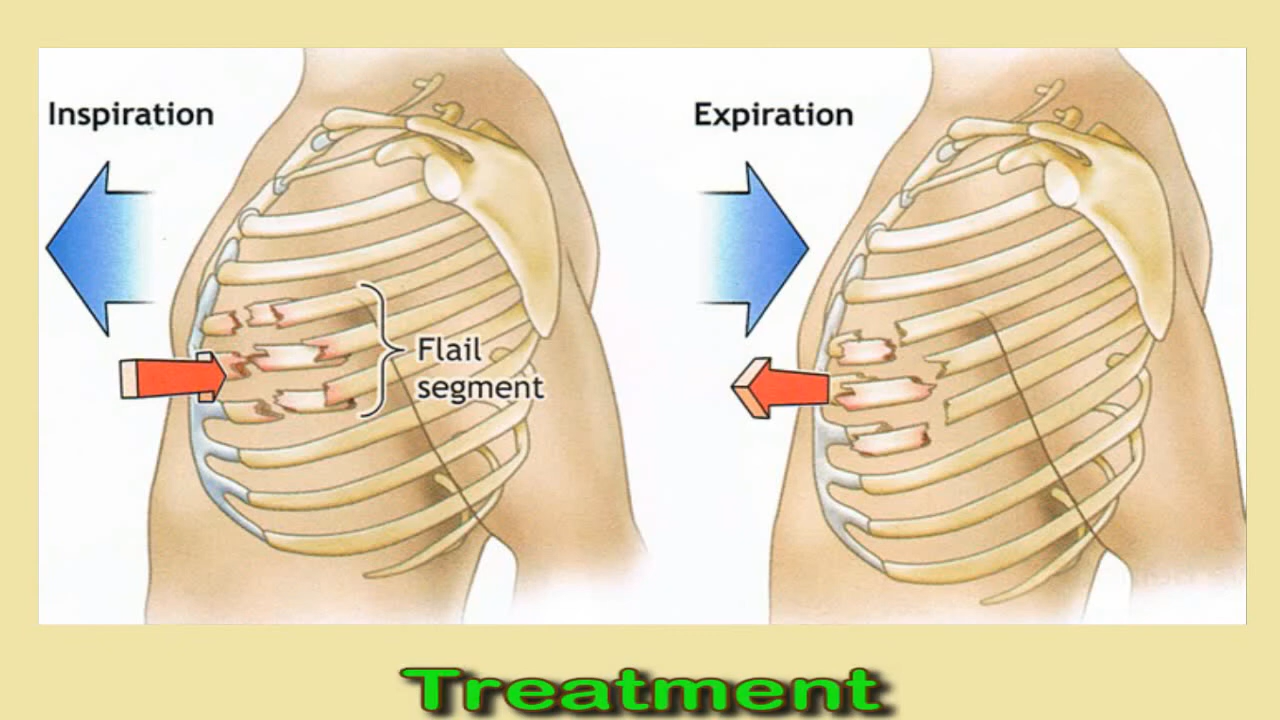 Inspiration
Expiration
Flail
segment
Treatment